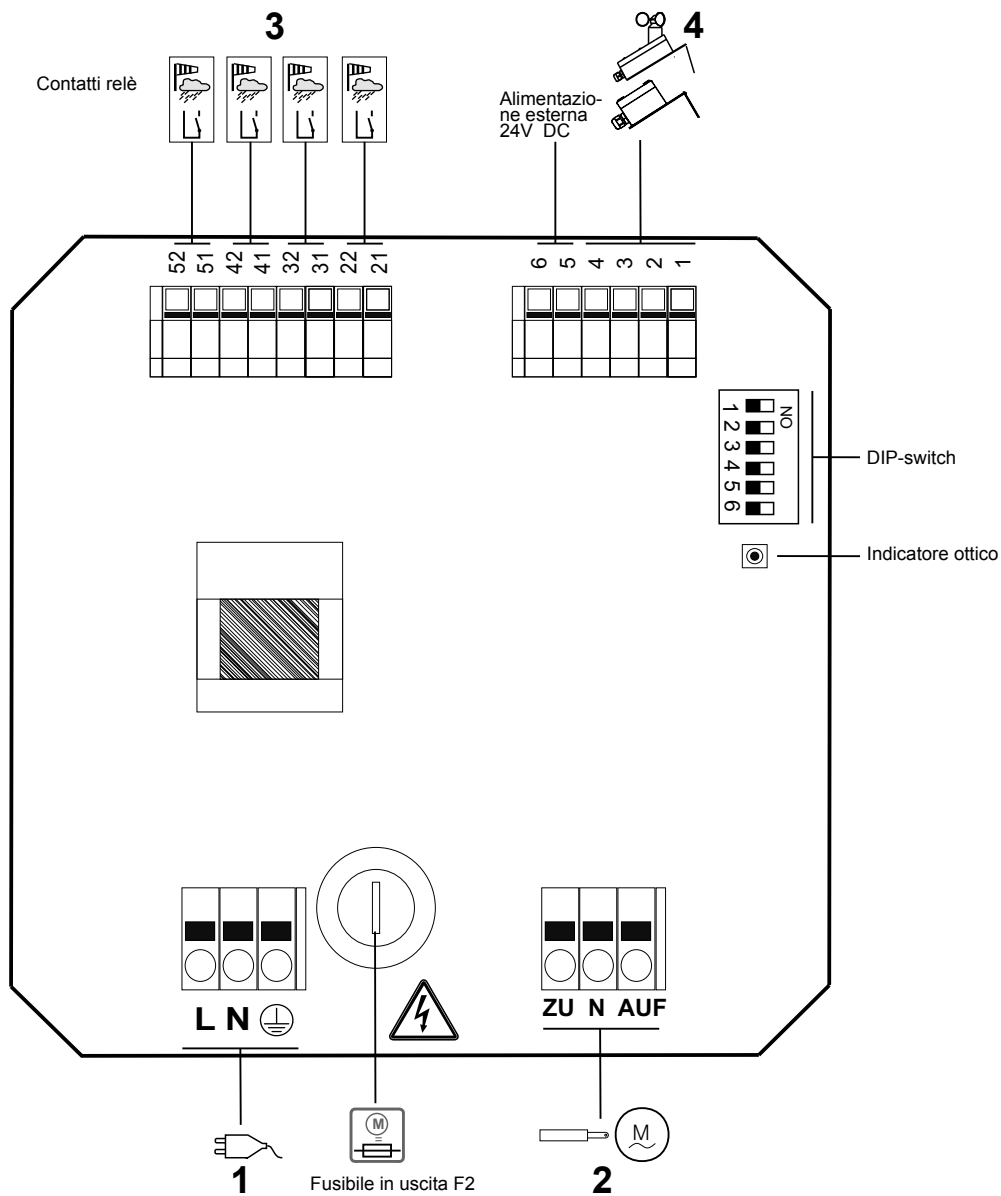 3
4
Contatti relè
Alimentazio-
ne esterna
24V DC
52 51 42 41 32 31 22 21
6 5 4 3 2 1
ON
1 2 3 4 5 6
DIP-switch
Indicatore ottico
L N
ZU N AUF
M
M
1
Fusibile in uscita F2
2